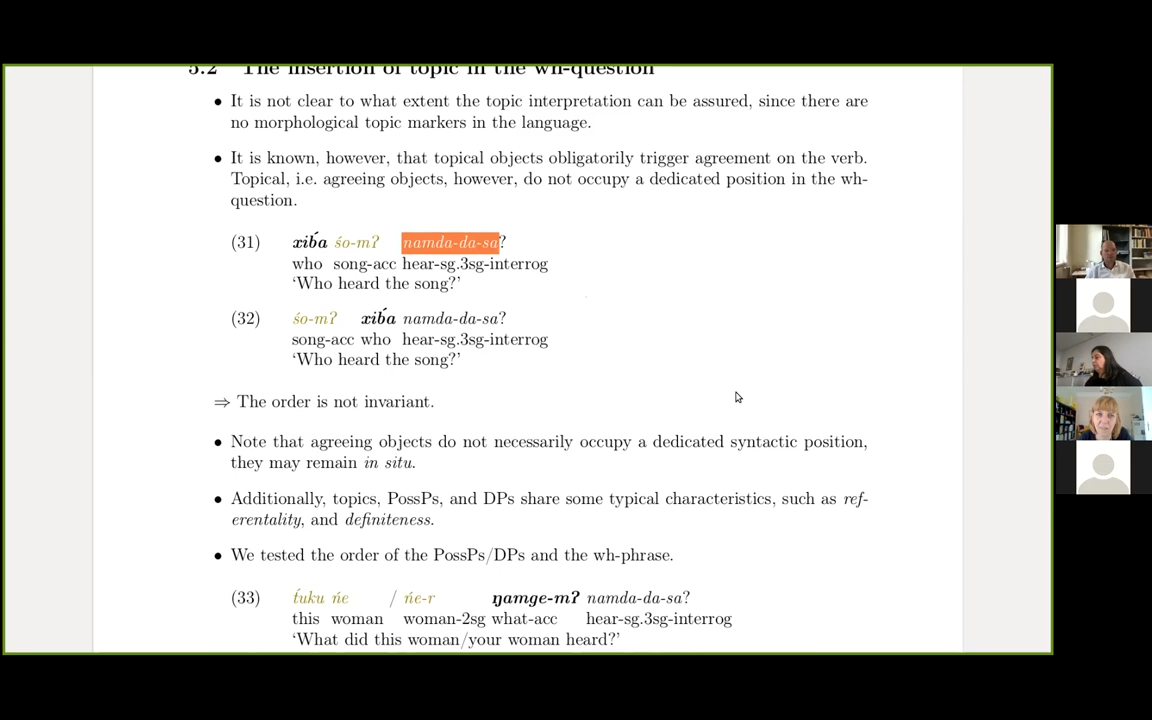 5.2 The insertion of topic in the wh-question
• It is not clear to what extent the topic interpretation can be assured, since there are
no morphological topic markers in the language.
• It is known, however, that topical objects obligatorily trigger agreement on the verb.
Topical, i.e. agreeing objects, however, do not occupy a dedicated position in the wh-
question.
(31) xib́a śo-mʔ namda-da-sa?
who song-acc hear-sg.3sg-interrog
‘Who heard the song?’
(32) śo-mʔ xib́a namda-da-sa?
song-acc who hear-sg.3sg-interrog
‘Who heard the song?’
⇒ The order is not invariant.
• Note that agreeing objects do not necessarily occupy a dedicated syntactic position,
they may remain in situ.
• Additionally, topics, PossPs, and DPs share some typical characteristics, such as ref-
erentality, and definiteness.
• We tested the order of the PossPs/DPs and the wh-phrase.
(33) t́uku ńe / ńe-r ŋamge-mʔ namda-da-sa?
this woman woman-2sg what-acc hear-sg.3sg-interrog
‘What did this woman/your woman heard?’